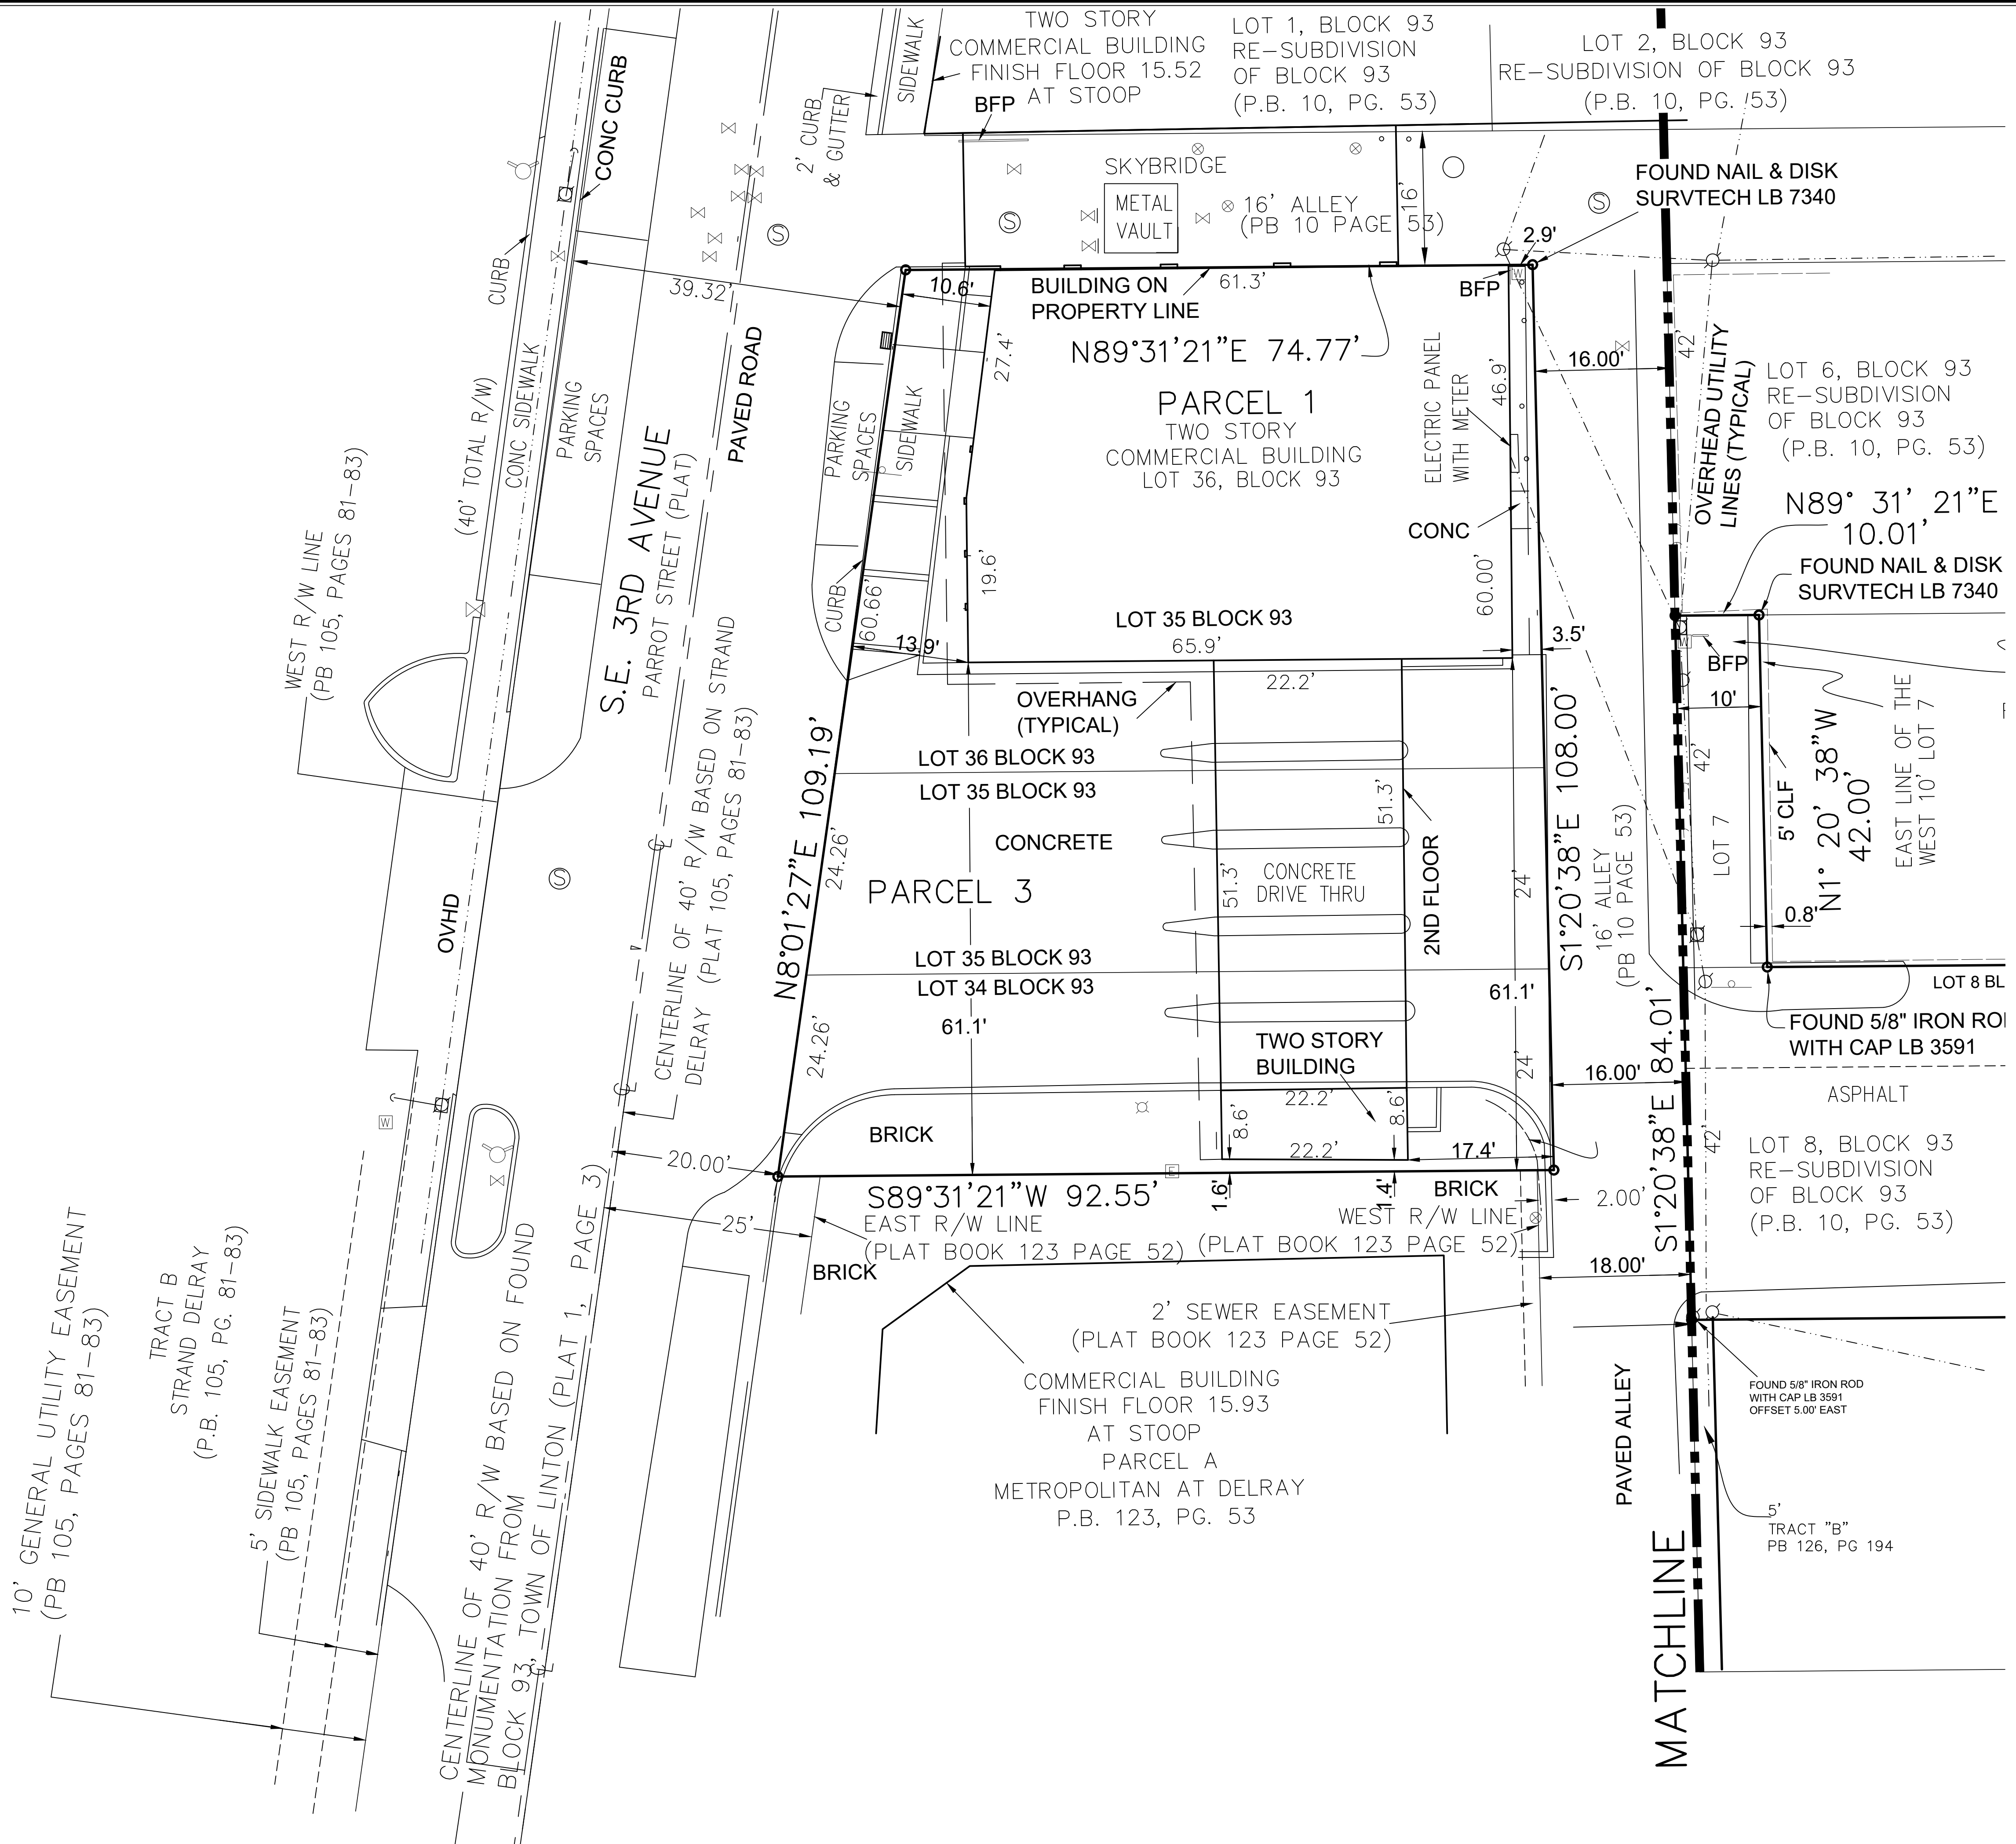 TWO STORY
COMMERCIAL BUILDING
FINISH FLOOR 15.52
AT STOOP
BFP
LOT 1, BLOCK 93
RE-SUBDIVISION
OF BLOCK 93
(P.B. 10, PG. 53)
LOT 2, BLOCK 93
RE-SUBDIVISION OF BLOCK 93
(P.B. 10, PG. 53)
SIDEWALK
2' CURB
& GUTTER
CONC CURB
CURB
SKYBRIDGE
METAL
VAULT
16' ALLEY
(PB 10 PAGE 53)
16'
S
S
S
FOUND NAIL & DISK
SURVTECH LB 7340
2.9'
39.32'
10.6'
BUILDING ON
PROPERTY LINE
61.3'
BFP
W
N89°31'21"E 74.77'
27.4'
PARCEL 1
TWO STORY
COMMERCIAL BUILDING
LOT 36, BLOCK 93
ELECTRIC PANEL
WITH METER
46.9'
16.00'
42'
OVERHEAD UTILITY
LINES (TYPICAL)
LOT 6, BLOCK 93
RE-SUBDIVISION
OF BLOCK 93
(P.B. 10, PG. 53)
N89° 31' 21"E
10.01'
FOUND NAIL & DISK
SURVTECH LB 7340
CONC
(40' TOTAL R/W)
CONC SIDEWALK
PARKING
SPACES
PAVED ROAD
PARKING
SPACES
SIDEWALK
WEST R/W LINE
(PB 105, PAGES 81-83)
S.E. 3RD AVENUE
PARROT STREET (PLAT)
CURB
60.66'
19.6'
60.00'
LOT 35 BLOCK 93
65.9'
13.9'
3.5'
22.2'
OVERHANG
(TYPICAL)
W
BFP
10'
42'
LOT 7
5' CLF
N1° 20' 38"W
42.00'
EAST LINE OF THE
WEST 10' LOT 7
LOT 36 BLOCK 93
LOT 35 BLOCK 93
N8°01'27"E 109.19'
24.26'
CONCRETE
PARCEL 3
51.3'
CONCRETE
DRIVE THRU
51.3'
2ND FLOOR
24'
S1°20'38"E 108.00'
16' ALLEY
(PB 10 PAGE 53)
0.8'
CENTERLINE OF 40' R/W BASED ON STRAND
DELRAY (PLAT 105, PAGES 81-83)
OVHD
S
LOT 35 BLOCK 93
LOT 34 BLOCK 93
LOT 8 BL
61.1'
61.1'
24.26'
24'
TWO STORY
BUILDING
FOUND 5/8" IRON RO
WITH CAP LB 3591
16.00'
S1°20'38"E 84.01'
ASPHALT
W
22.2'
8.6'
8.6'
BRICK
22.2'
17.4'
20.00'
42'
LOT 8, BLOCK 93
RE-SUBDIVISION
OF BLOCK 93
(P.B. 10, PG. 53)
E
S89°31'21"W 92.55'
1.6'
1.4'
BRICK
2.00'
25'
EAST R/W LINE
(PLAT BOOK 123 PAGE 52)
WEST R/W LINE
(PLAT BOOK 123 PAGE 52)
BRICK
18.00'
2' SEWER EASEMENT
(PLAT BOOK 123 PAGE 52)
COMMERCIAL BUILDING
FINISH FLOOR 15.93
AT STOOP
PARCEL A
METROPOLITAN AT DELRAY
P.B. 123, PG. 53
PAVED ALLEY
FOUND 5/8" IRON ROD
WITH CAP LB 3591
OFFSET 5.00' EAST
5'
TRACT "B"
PB 126, PG 194
MATCHLINE
10' GENERAL UTILITY EASEMENT
(PB 105, PAGES 81-83)
TRACT B
STRAND DELRAY
(P.B. 105, PG. 81-83)
5' SIDEWALK EASEMENT
(PB 105, PAGES 81-83)
CENTERLINE OF 40' R/W BASED ON FOUND
MONUMENTATION FROM
BLOCK 93, TOWN OF LINTON (PLAT 1, PAGE 3)